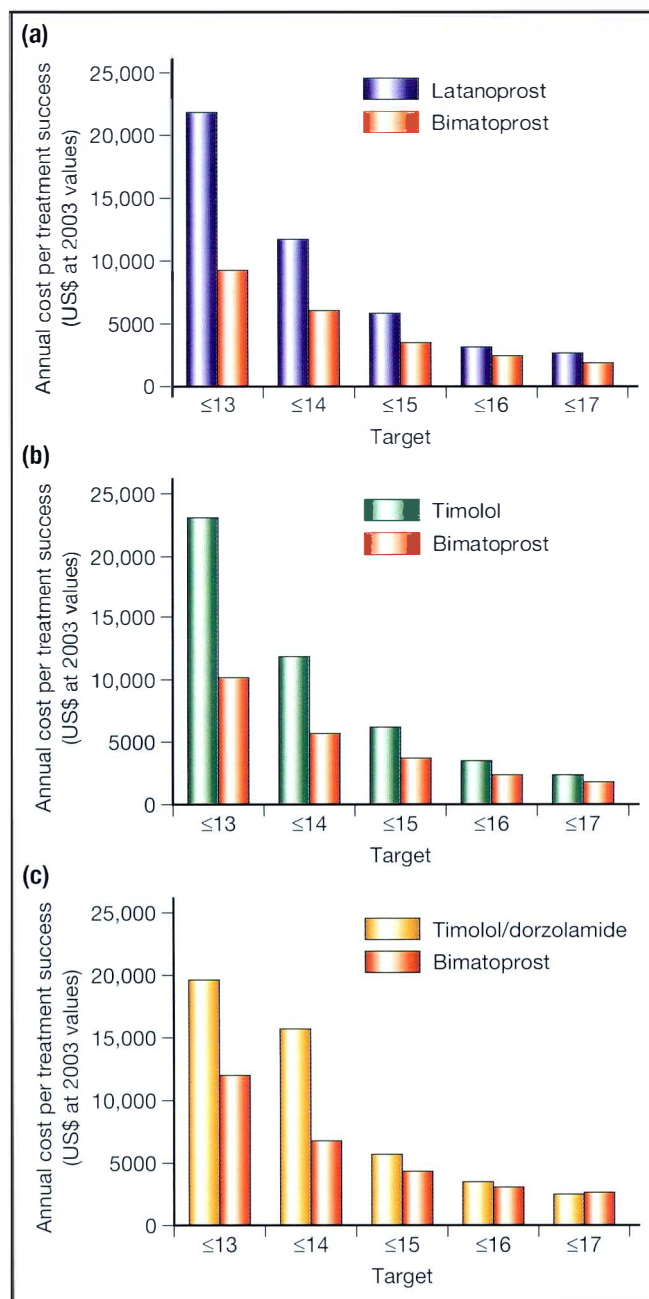 (a)
Annual cost per treatment success
(US$ at 2003 values)
25,000
20,000
15,000
10,000
5000
0
Latanoprost
Bimatoprost
≤13 ≤14 ≤15 ≤16 ≤17
Target
(b)
Annual cost per treatment success
(US$ at 2003 values)
25,000
20,000
15,000
10,000
5000
0
Timolol
Bimatoprost
≤13 ≤14 ≤15 ≤16 ≤17
Target
(c)
Annual cost per treatment success
(US$ at 2003 values)
25,000
20,000
15,000
10,000
5000
0
Timolol/dorzolamide
Bimatoprost
≤13 ≤14 ≤15 ≤16 ≤17
Target